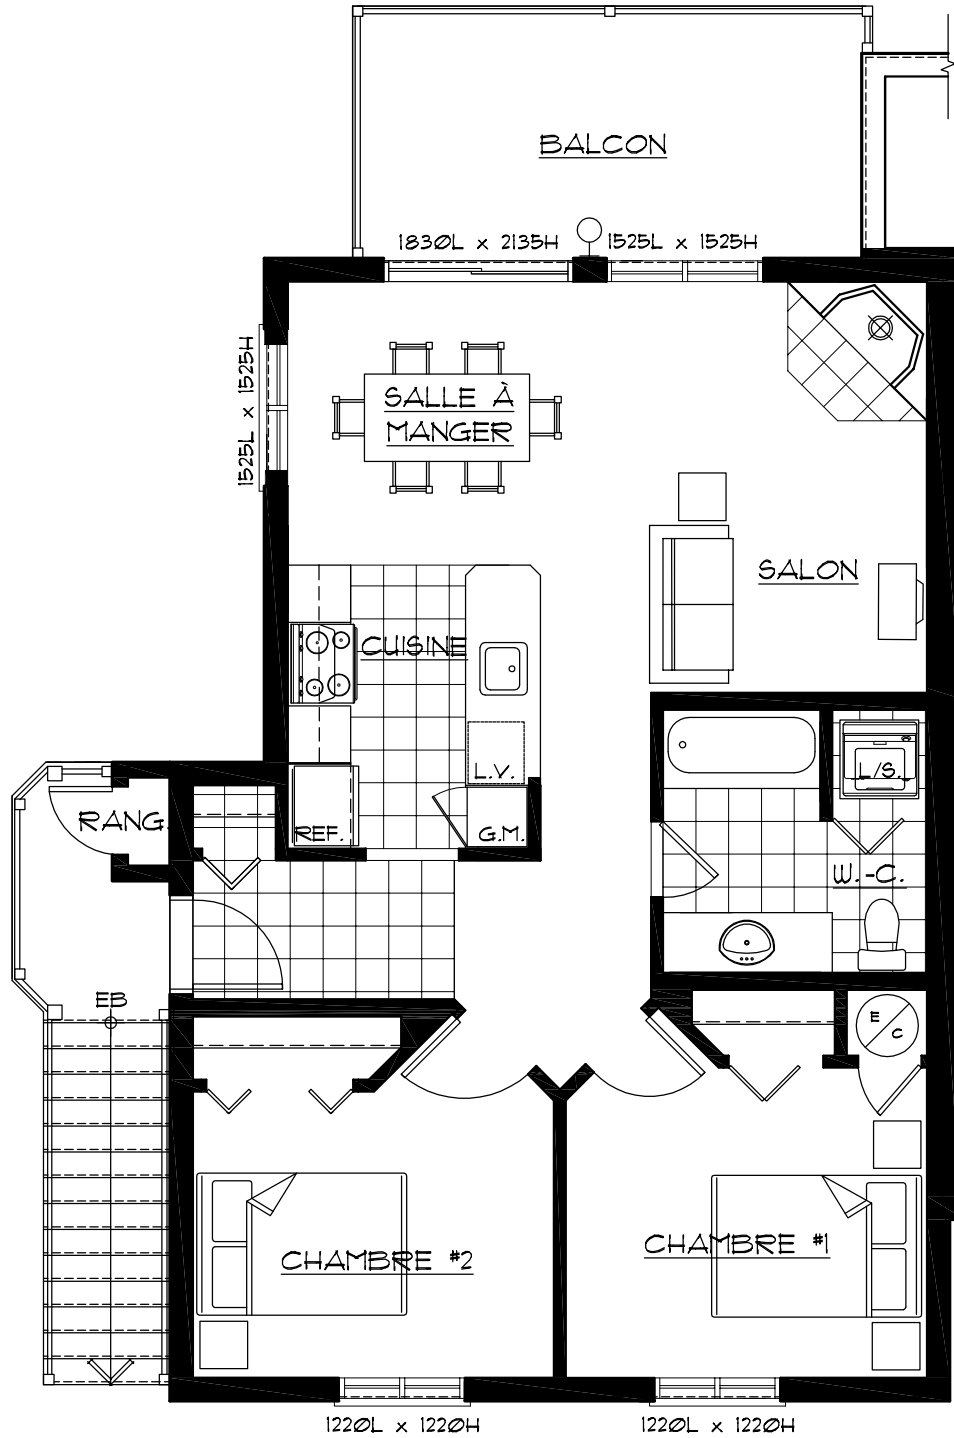 BALCON
1830L x 2135H
1525L x 1525H
1525L x 1525H
SALLE À
MANGER
SALON
CUISINE
L.V.
L/S.
RANG.
REF.
G.M.
W.-C.
EB
E
C
CHAMBRE #1
CHAMBRE #2
1220L x 1220H
1220L x 1220H